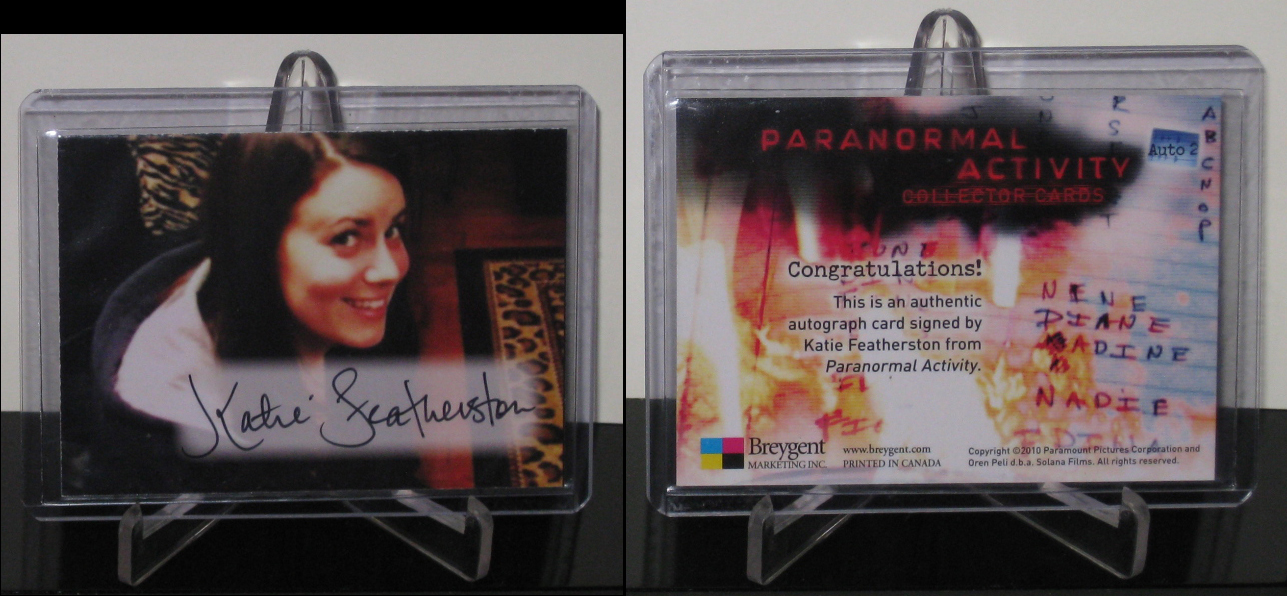 Katie Featherston
PARANORMAL
ACTIVITY
COLLECTOR CARDS
Auto 2
R
S
T
A
B
C
N
O
P
Congratulations!
This is an authentic
autograph card signed by
Katie Featherston from
Paranormal Activity.
NENE
DIANE
NADINE
NADIE
Breygent
MARKETING INC.
www.breygent.com
PRINTED IN CANADA
Copyright ©2010 Paramount Pictures Corporation and
Oren Peli d.b.a. Solana Films. All rights reserved.